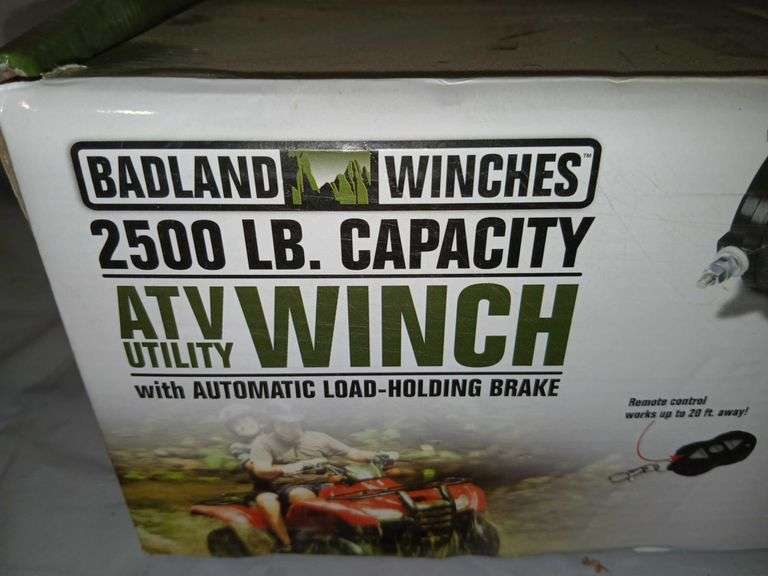 BADLAND WINCHES™
2500 LB. CAPACITY
ATV UTILITY WINCH
with AUTOMATIC LOAD-HOLDING BRAKE
Remote control
works up to 20 ft. away!